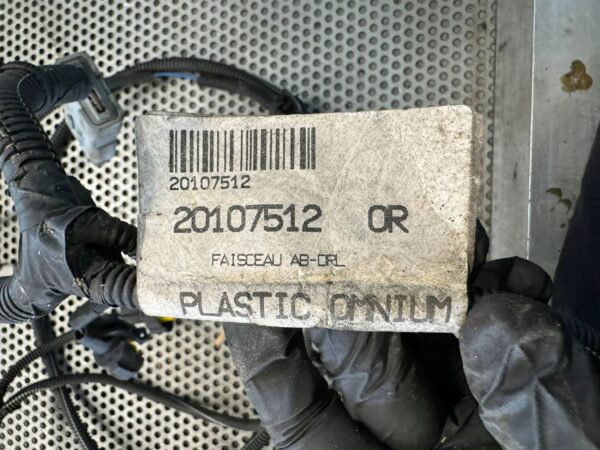 20107512
20107512 OR
FAISCEAU AB-DRL
PLASTIC OMNIUM